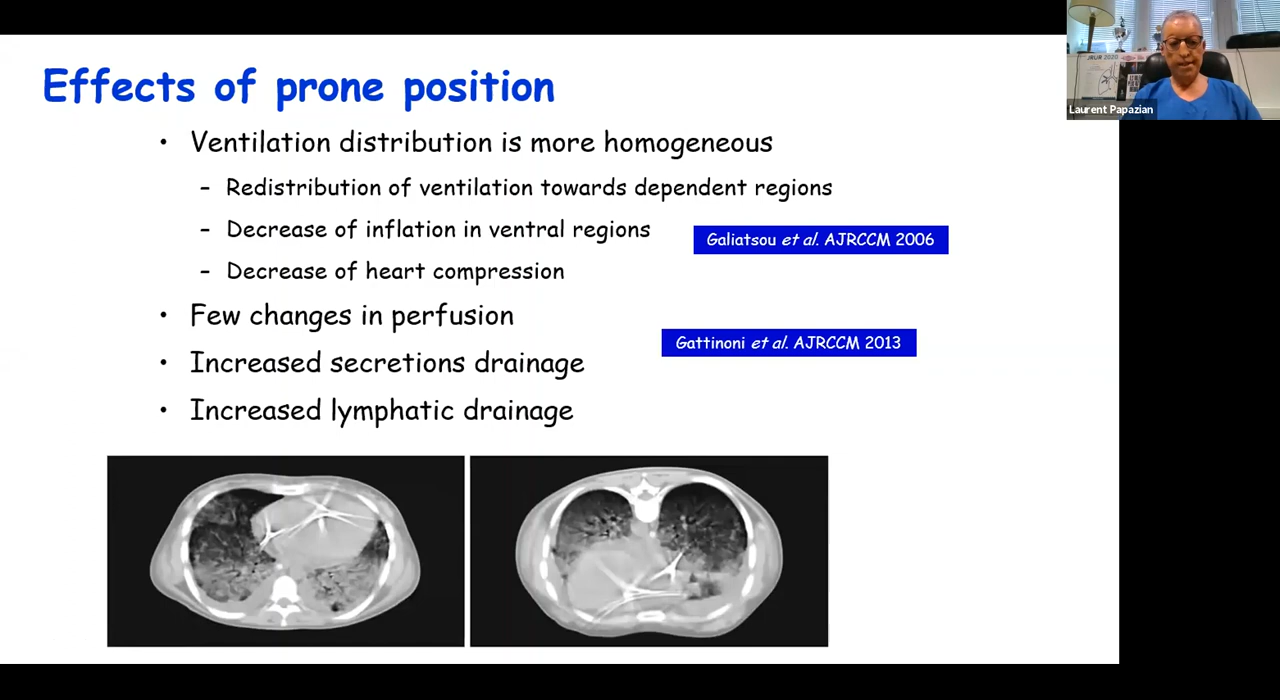 Effects of prone position
• Ventilation distribution is more homogeneous
– Redistribution of ventilation towards dependent regions
– Decrease of inflation in ventral regions
Galiatsou et al. AJRCCM 2006
– Decrease of heart compression
• Few changes in perfusion
Gattinoni et al. AJRCCM 2013
• Increased secretions drainage
• Increased lymphatic drainage
JRUR 2020
Laurent Papazian